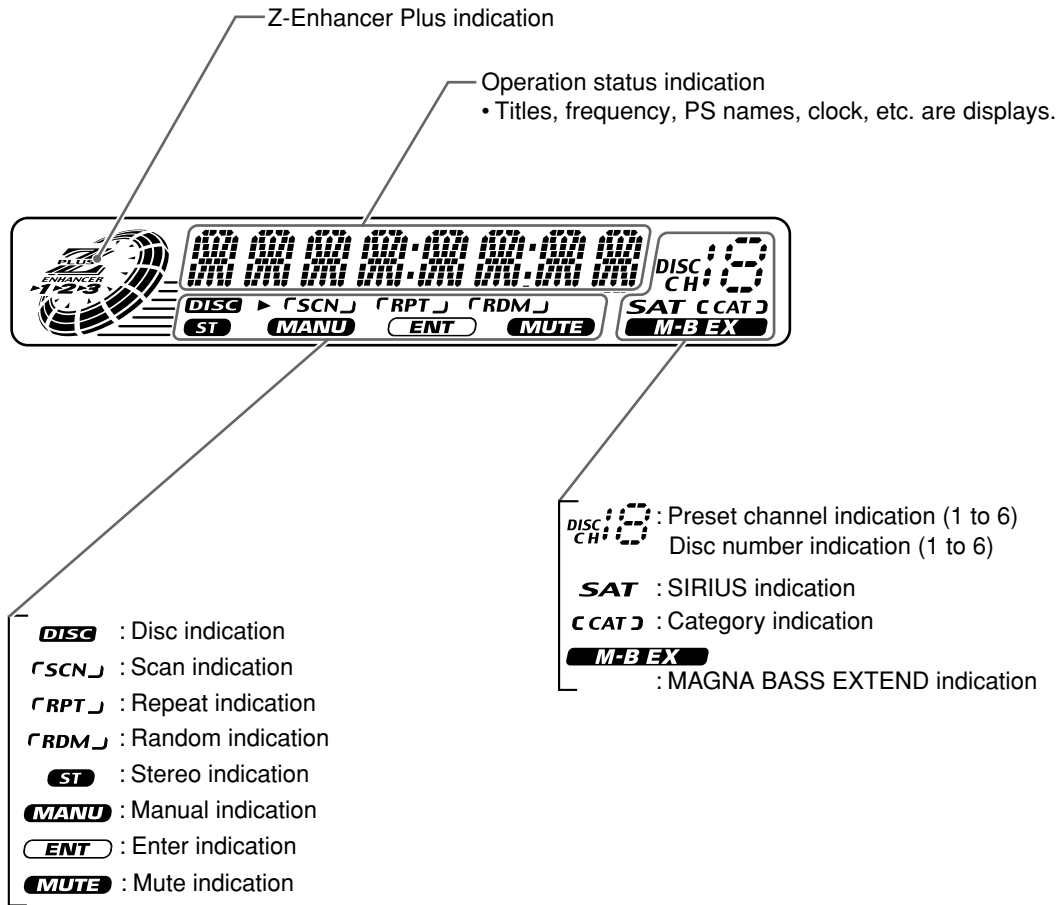 Z-Enhancer Plus indication
Operation status indication
• Titles, frequency, PS names, clock, etc. are displays.
Z
PLUS
ENHANCER
1 2 3
DISC
CH
18
DISC ► SCN RPT RDM
SAT CAT
ST MANU ENT MUTE
M-B EX
DISC CH 18 : Preset channel indication (1 to 6)
Disc number indication (1 to 6)
SAT : SIRIUS indication
CAT : Category indication
M-B EX
: MAGNA BASS EXTEND indication
DISC : Disc indication
SCN : Scan indication
RPT : Repeat indication
RDM : Random indication
ST : Stereo indication
MANU : Manual indication
ENT : Enter indication
MUTE : Mute indication